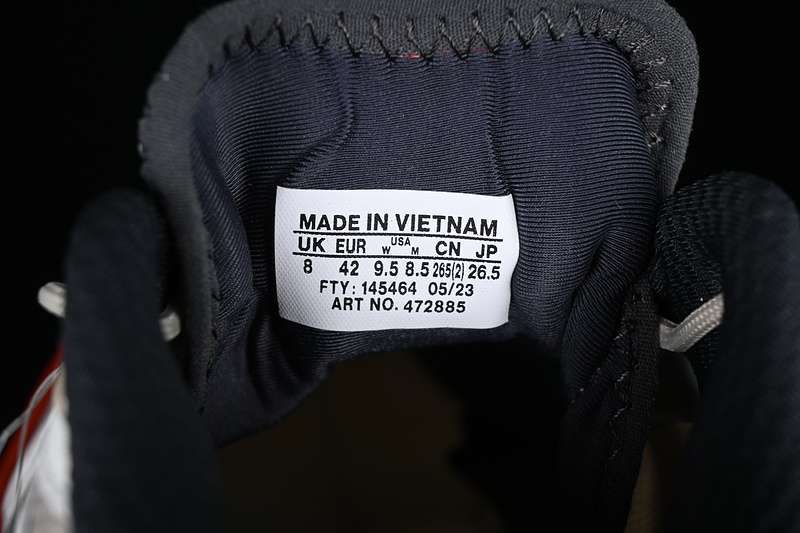 MADE IN VIETNAM
UK EUR W USA M CN JP
8 42 9.5 8.5 265(2) 26.5
FTY: 145464 05/23
ART NO. 472885